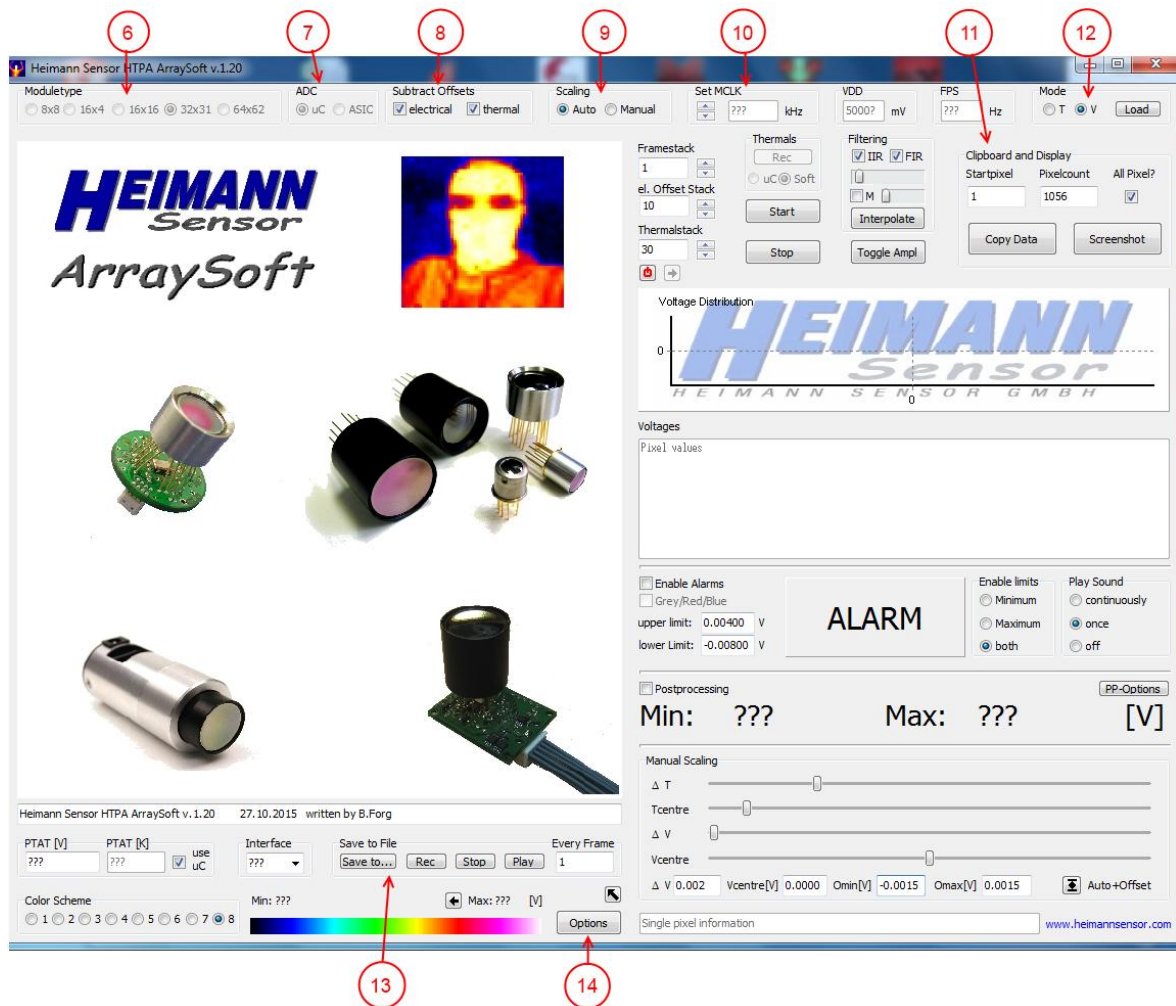 6
7
8
9
10
11
12
Heimann Sensor HTPA ArraySoft v.1.20
Moduletype
8x8
16x4
16x16
32x31
64x62
ADC
uC
ASIC
Subtract Offsets
electrical
thermal
Scaling
Auto
Manual
Set MCLK
???
kHz
VDD
5000?
mV
FPS
???
Hz
Mode
T
V
Load
HEIMANN
Sensor
ArraySoft
Framestack
1
el. Offset Stack
10
Thermalstack
30
Thermals
Rec
uC
Soft
Start
Stop
Filtering
IIR
FIR
M
Interpolate
Toggle Ampl
Clipboard and Display
Startpixel
Pixelcount
All Pixel?
1
1056
Copy Data
Screenshot
Voltage Distribution
0
0
HEIMANN
Sensor
HEIMANN SENSOR GMBH
Voltages
Pixel values
Enable Alarms
Grey/Red/Blue
upper limit: 0.00400 V
lower Limit: -0.00800 V
ALARM
Enable limits
Minimum
Maximum
both
Play Sound
continuously
once
off
Postprocessing
PP-Options
Min: ??? Max: ??? [V]
Manual Scaling
Δ T
Tcentre
Δ V
Vcentre
Δ V 0.002 Vcentre[V] 0.0000 Omin[V] -0.0015 Omax[V] 0.0015 Auto+Offset
Single pixel information
www.heimannsensor.com
Heimann Sensor HTPA ArraySoft v.1.20 27.10.2015 written by B.Forg
PTAT [V]
???
PTAT [K]
???
use
uC
Interface
???
Save to File
Save to...
Rec
Stop
Play
Every Frame
1
Color Scheme
1 2 3 4 5 6 7 8
Min: ???
Max: ??? [V]
Options
13
14